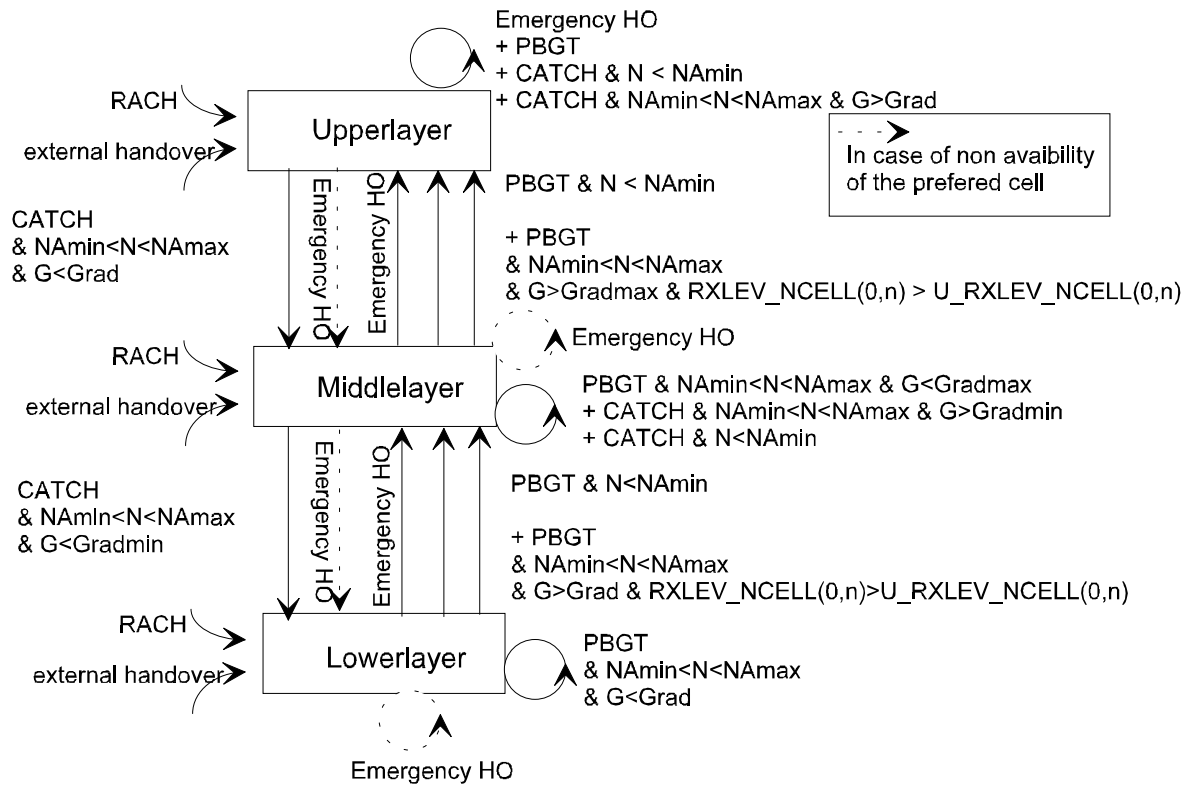 Emergency HO
+ PBGT
+ CATCH & N < NAmin
+ CATCH & NAmin<N<NAmax & G>Grad
RACH
Upperlayer
external handover
In case of non avaibility
of the prefered cell
CATCH
& NAmin<N<NAmax
& G<Grad
Emergency HO
Emergency HO
PBGT & N < NAmin
+ PBGT
& NAmin<N<NAmax
& G>Gradmax & RXLEV_NCELL(0,n) > U_RXLEV_NCELL(0,n)
Emergency HO
RACH
Middlelayer
external handover
PBGT & NAmin<N<NAmax & G<Gradmax
+ CATCH & NAmin<N<NAmax & G>Gradmin
+ CATCH & N<NAmin
CATCH
& NAmIn<N<NAmax
& G<Gradmin
Emergency HO
Emergency HO
PBGT & N<NAmin
+ PBGT
& NAmin<N<NAmax
& G>Grad & RXLEV_NCELL(0,n)>U_RXLEV_NCELL(0,n)
RACH
Lowerlayer
external handover
PBGT
& NAmin<N<NAmax
& G<Grad
Emergency HO